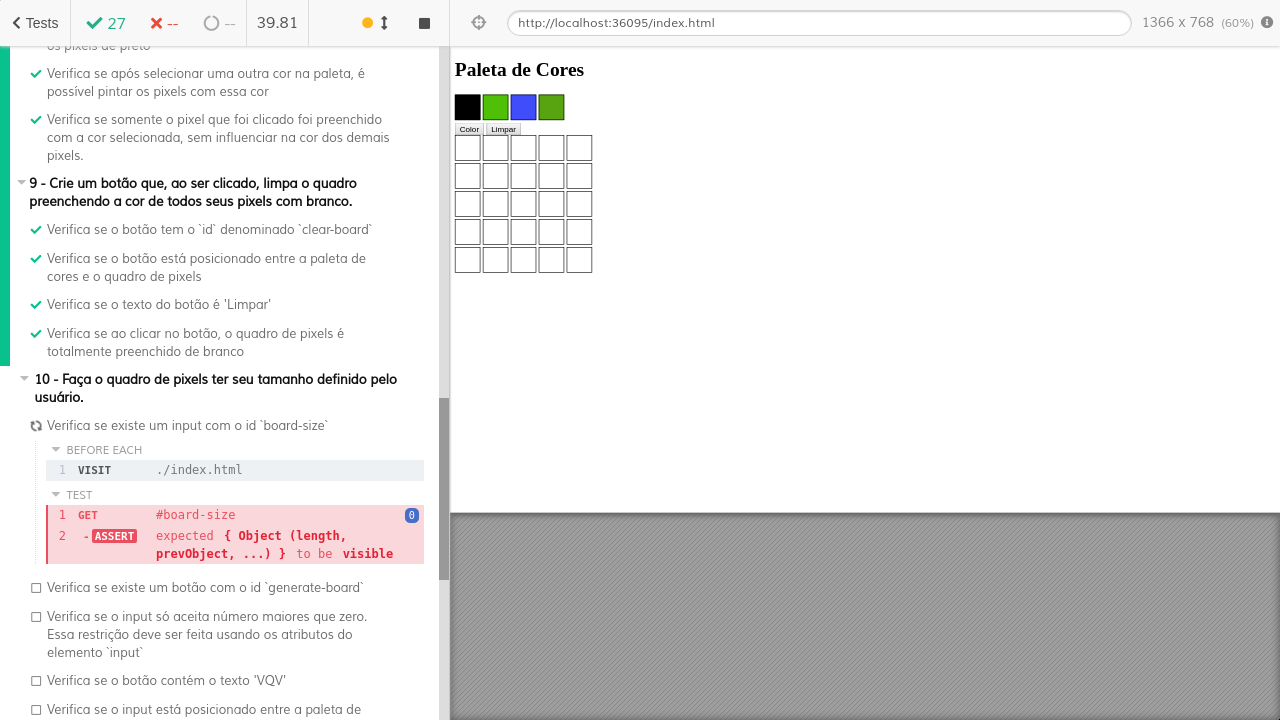 Tests
27
--
--
39.81
http://localhost:36095/index.html
1366 x 768 (60%)
os pixels de preto
Verifica se após selecionar uma outra cor na paleta, é
possível pintar os pixels com essa cor
Verifica se somente o pixel que foi clicado foi preenchido
com a cor selecionada, sem influenciar na cor dos demais
pixels.
9 - Crie um botão que, ao ser clicado, limpa o quadro
preenchendo a cor de todos seus pixels com branco.
Verifica se o botão tem o `id` denominado `clear-board`
Verifica se o botão está posicionado entre a paleta de
cores e o quadro de pixels
Verifica se o texto do botão é 'Limpar'
Verifica se ao clicar no botão, o quadro de pixels é
totalmente preenchido de branco
10 - Faça o quadro de pixels ter seu tamanho definido pelo
usuário.
Verifica se existe um input com o id `board-size`
BEFORE EACH
1 VISIT ./index.html
TEST
1 GET #board-size 0
2 -ASSERT expected { Object (length,
prevObject, ...) } to be visible
Verifica se existe um botão com o id `generate-board`
Verifica se o input só aceita número maiores que zero.
Essa restrição deve ser feita usando os atributos do
elemento `input`
Verifica se o botão contém o texto 'VQV'
Verifica se o input está posicionado entre a paleta de
Paleta de Cores
Color Limpar